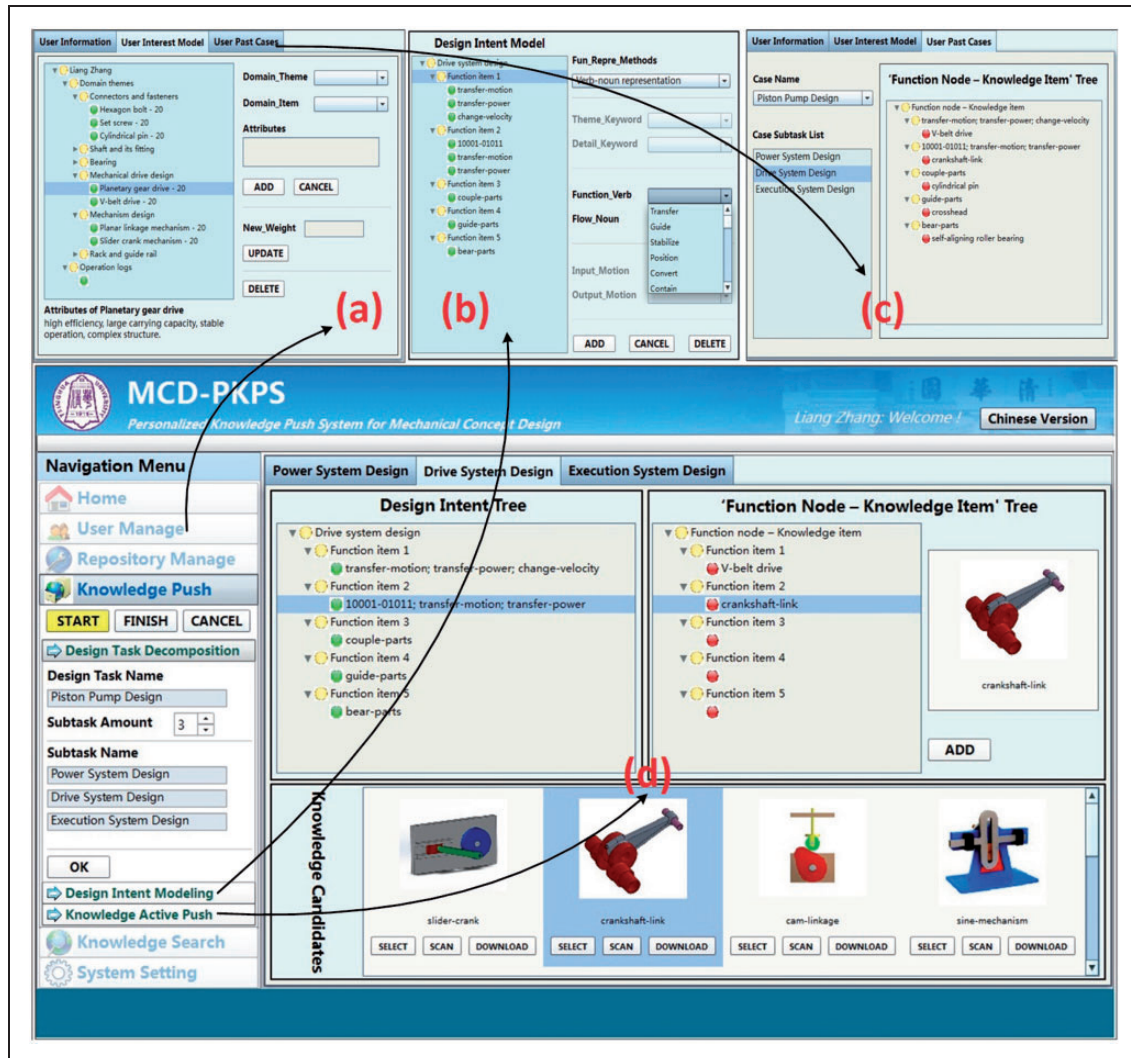 User Information User Interest Model User Past Cases
Liang Zhang
Domain themes
Connectors and fasteners
Hexagon bolt - 20
Set screw - 20
Cylindrical pin - 20
Shaft and its fitting
Bearing
Mechanical drive design
Planetary gear drive - 20
V-belt drive - 20
Mechanism design
Planar linkage mechanism - 20
Slider crank mechanism - 20
Rack and guide rail
Operation logs
Domain_Theme
Domain_Item
Attributes
ADD CANCEL
New_Weight
UPDATE
DELETE
Attributes of Planetary gear drive
high efficiency, large carrying capacity, stable
operation, complex structure.
(a)
Design Intent Model
Drive system design
Function item 1
transfer-motion
transfer-power
change-velocity
Function item 2
10001-01011
transfer-motion
transfer-power
Function item 3
couple-parts
Function item 4
guide-parts
Function item 5
bear-parts
(b)
Fun_Repre_Methods
Verb-noun representation
Theme_Keyword
Detail_Keyword
Function_Verb
Transfer
Guide
Stabilize
Position
Convert
Contain
Flow_Noun
Input_Motion
Output_Motion
ADD CANCEL DELETE
User Information User Interest Model User Past Cases
Case Name
Piston Pump Design
Case Subtask List
Power System Design
Drive System Design
Execution System Design
'Function Node – Knowledge Item' Tree
Function node – Knowledge item
transfer-motion; transfer-power; change-velocity
V-belt drive
10001-01011; transfer-motion; transfer-power
crankshaft-link
couple-parts
cylindrical pin
guide-parts
crosshead
bear-parts
self-aligning roller bearing
(c)
MCD-PKPS
Personalized Knowledge Push System for Mechanical Concept Design
Liang Zhang: Welcome !
Chinese Version
Navigation Menu
Home
User Manage
Repository Manage
Knowledge Push
START FINISH CANCEL
Design Task Decomposition
Design Task Name
Piston Pump Design
Subtask Amount 3
Subtask Name
Power System Design
Drive System Design
Execution System Design
OK
Design Intent Modeling
Knowledge Active Push
Knowledge Search
System Setting
Power System Design Drive System Design Execution System Design
Design Intent Tree
Drive system design
Function item 1
transfer-motion; transfer-power; change-velocity
Function item 2
10001-01011; transfer-motion; transfer-power
Function item 3
couple-parts
Function item 4
guide-parts
Function item 5
bear-parts
'Function Node – Knowledge Item' Tree
Function node – Knowledge item
Function item 1
V-belt drive
Function item 2
crankshaft-link
Function item 3
Function item 4
Function item 5
crankshaft-link
ADD
(d)
Knowledge Candidates
slider-crank crankshaft-link cam-linkage sine-mechanism
SELECT SCAN DOWNLOAD SELECT SCAN DOWNLOAD SELECT SCAN DOWNLOAD SELECT SCAN DOWNLOAD